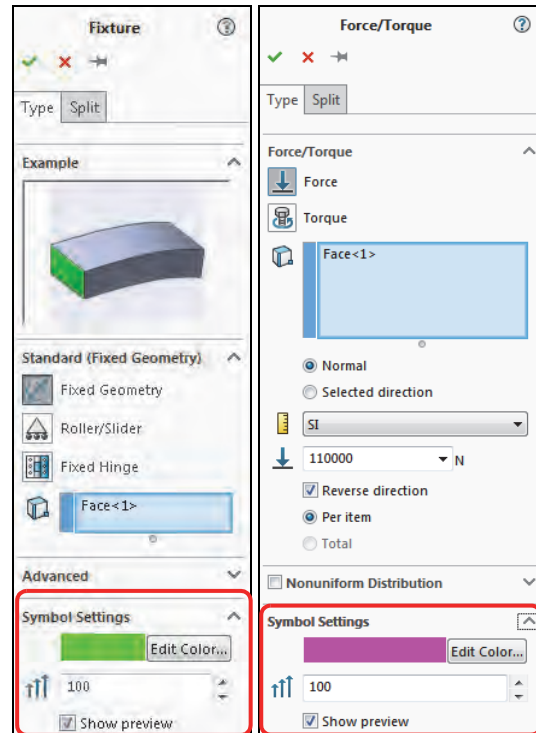 Fixture
Type Split
Example
Standard (Fixed Geometry)
Fixed Geometry
Roller/Slider
Fixed Hinge
Face<1>
Advanced
Symbol Settings
Edit Color...
100
Show preview
Force/Torque
Type Split
Force/Torque
Force
Torque
Face<1>
Normal
Selected direction
SI
110000 N
Reverse direction
Per item
Total
Nonuniform Distribution
Symbol Settings
Edit Color...
100
Show preview